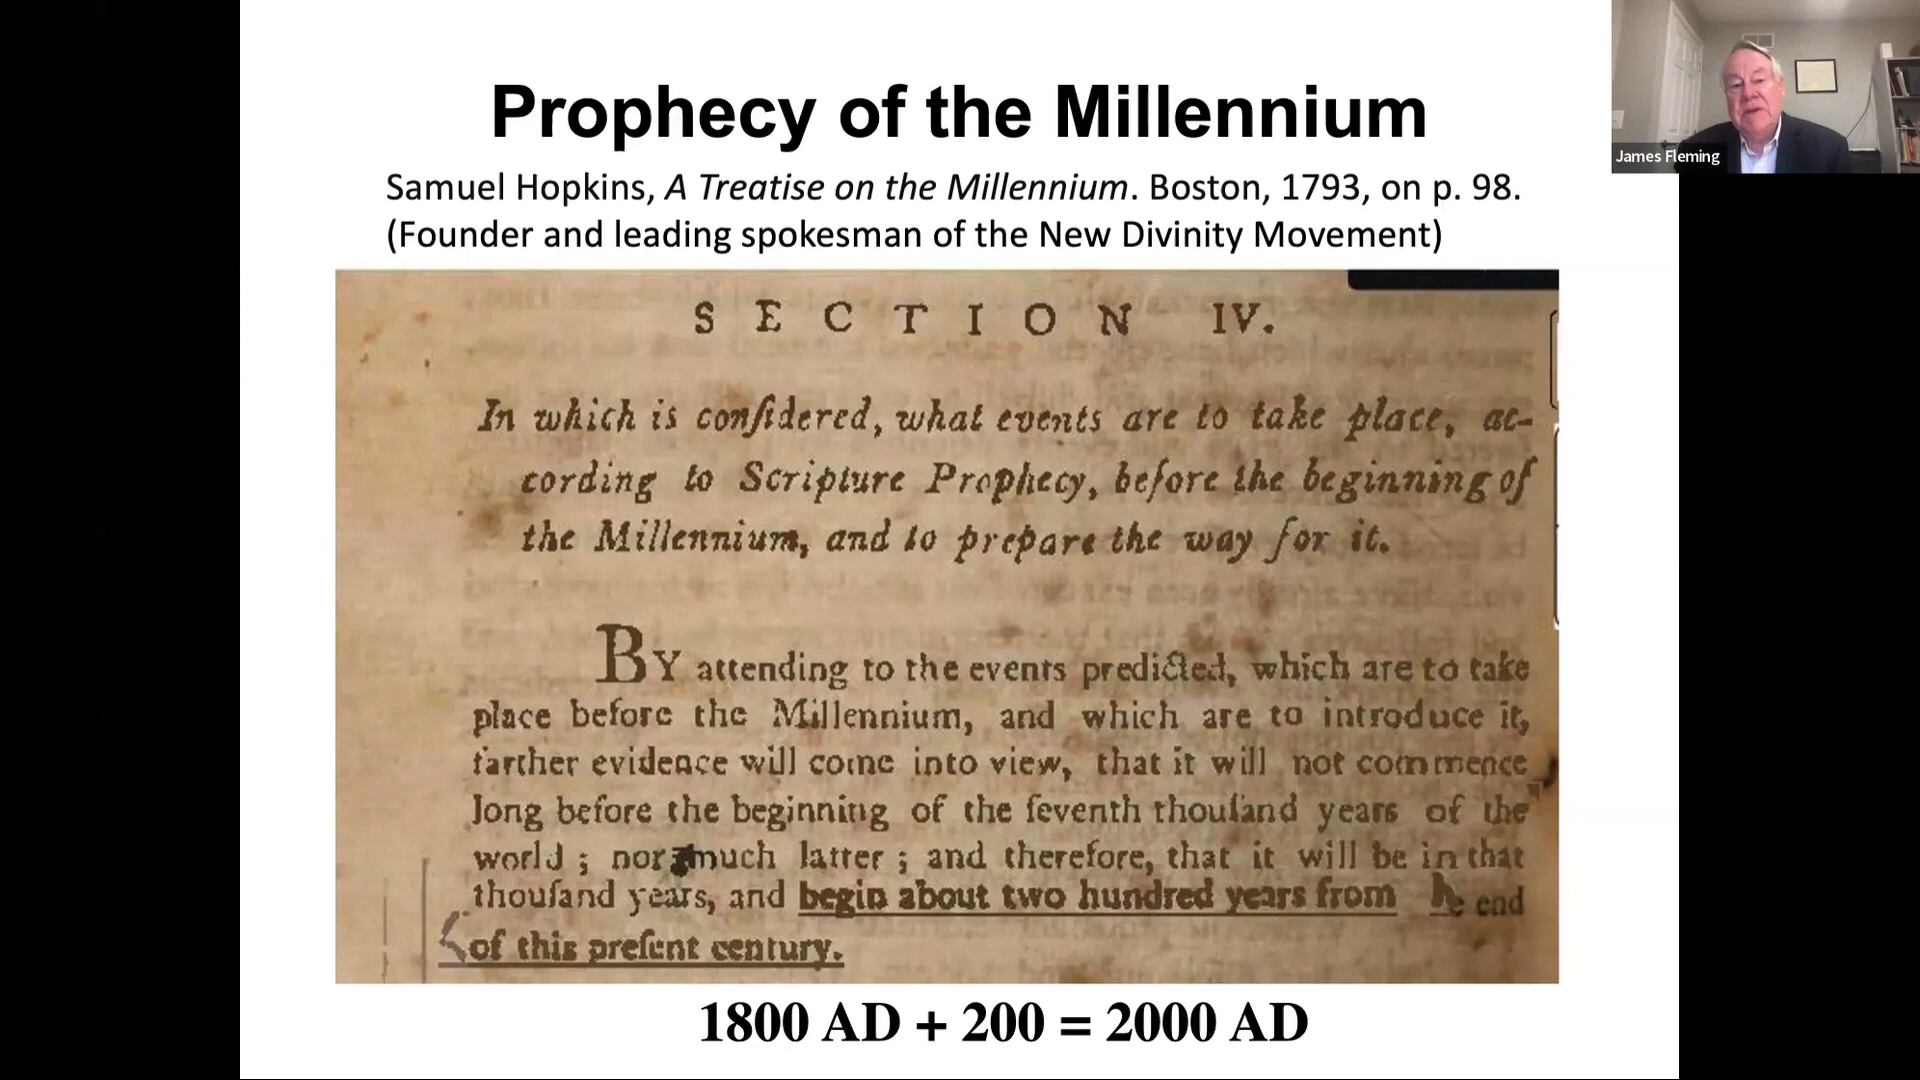 Prophecy of the Millennium
Samuel Hopkins, A Treatise on the Millennium. Boston, 1793, on p. 98.
(Founder and leading spokesman of the New Divinity Movement)
James Fleming
SECTION IV.
In which is conſidered, what events are to take place, ac-
cording to Scripture Prophecy, before the beginning of
the Millennium, and to prepare the way for it.
BY attending to the events predicted, which are to take
place before the Millennium, and which are to introduce it,
farther evidence will come into view, that it will not commence
long before the beginning of the ſeventh thouſand years of the
world ; nor much latter ; and therefore, that it will be in that
thouſand years, and begin about two hundred years from he end
of this preſent century.
1800 AD + 200 = 2000 AD